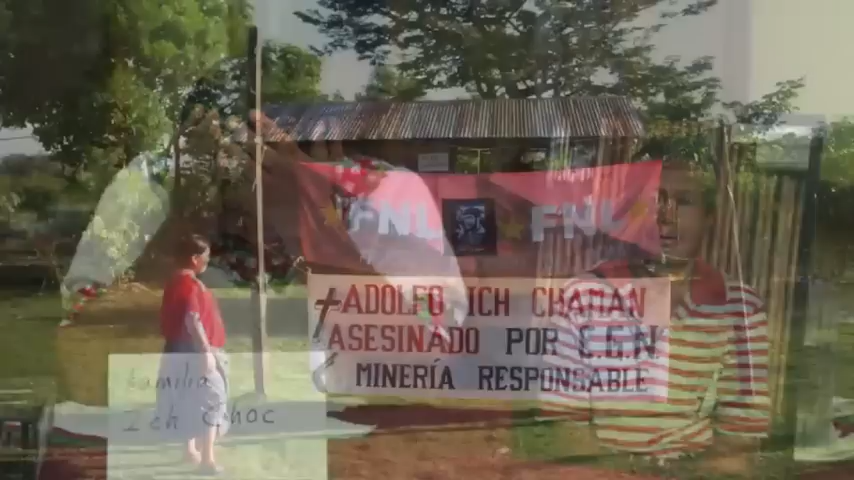 FNL FNL
ADOLFO ICH CHAMAN
ASESINADO POR C.G.N.
¿MINERÍA RESPONSABLE
Familia
Ich Choc